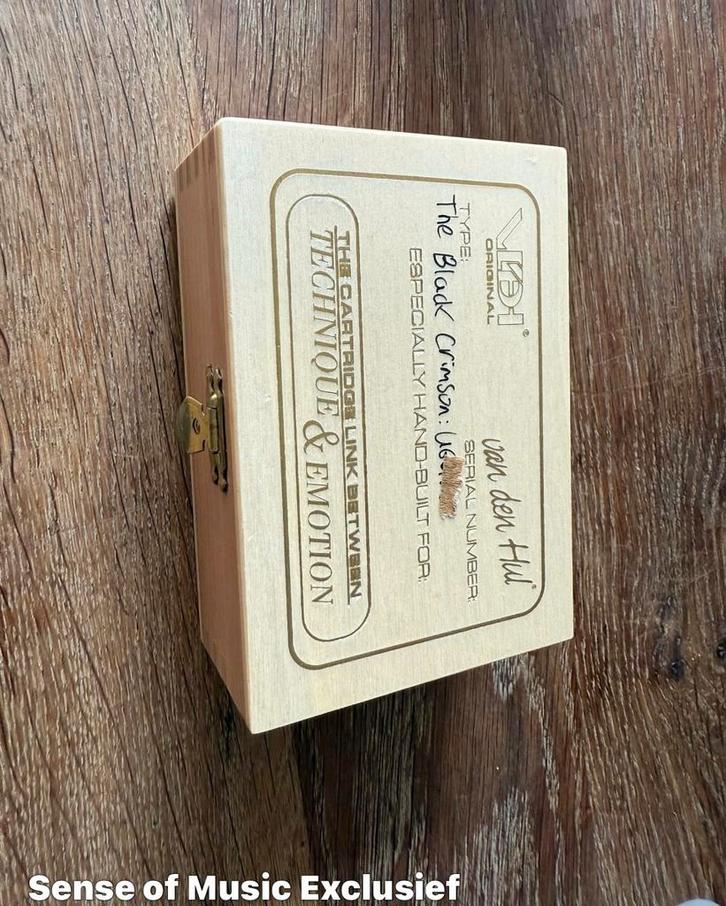 VDH®
ORIGINAL
van den Hul®
TYPE:
SERIAL NUMBER:
The Black Crimson:
ESPECIALLY HAND-BUILT FOR:
THE CARTRIDGE LINK BETWEEN
TECHNIQUE & EMOTION
Sense of Music Exclusief